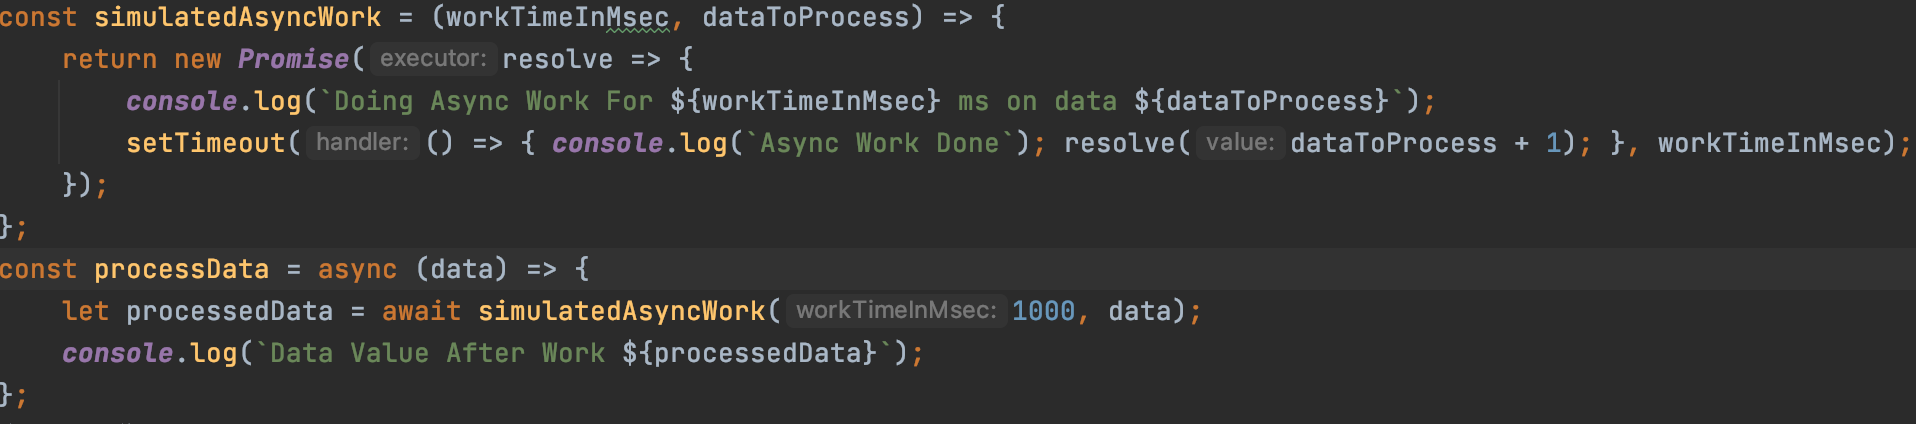 const simulatedAsyncWork = (workTimeInMsec, dataToProcess) => {
return new Promise( executor: resolve => {
console.log(`Doing Async Work For ${workTimeInMsec} ms on data ${dataToProcess}`);
setTimeout( handler: () => { console.log(`Async Work Done`); resolve( value: dataToProcess + 1); }, workTimeInMsec);
});
};
const processData = async (data) => {
let processedData = await simulatedAsyncWork( workTimeInMsec: 1000, data);
console.log(`Data Value After Work ${processedData}`);
};